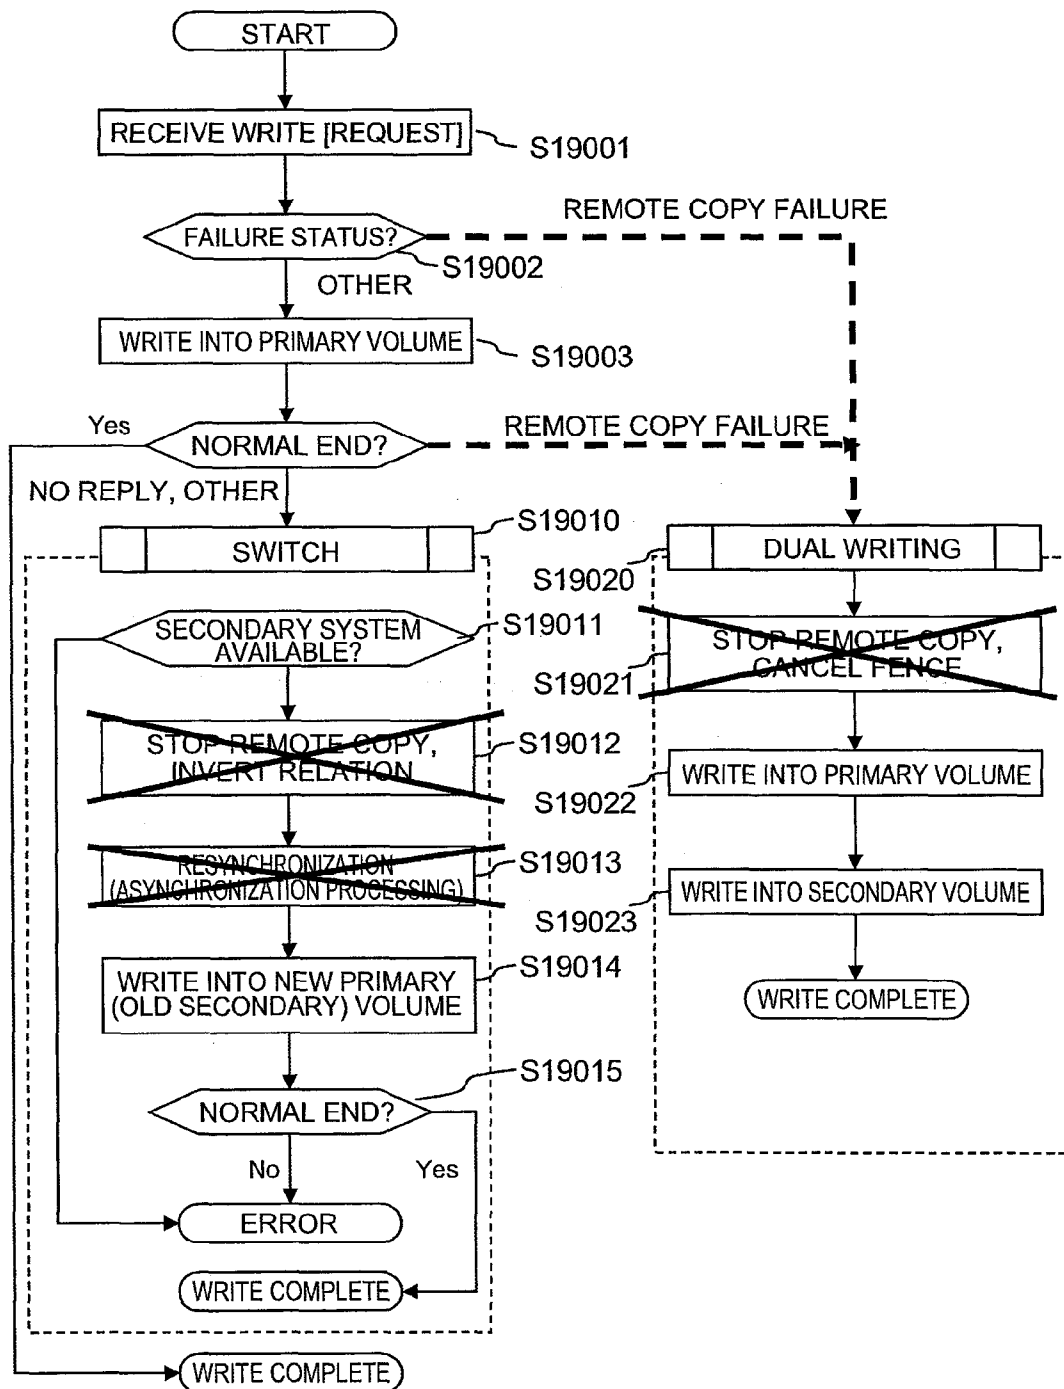 START
RECEIVE WRITE [REQUEST]
S19001
REMOTE COPY FAILURE
FAILURE STATUS?
S19002
OTHER
WRITE INTO PRIMARY VOLUME
S19003
Yes
NORMAL END?
REMOTE COPY FAILURE
NO REPLY, OTHER
S19010
SWITCH
DUAL WRITING
S19020
SECONDARY SYSTEM
AVAILABLE?
S19011
STOP REMOTE COPY,
CANCEL FENCE
S19021
STOP REMOTE COPY,
INVERT RELATION
S19012
WRITE INTO PRIMARY VOLUME
S19022
RESYNCHRONIZATION
(ASYNCHRONIZATION PROCESSING)
S19013
WRITE INTO SECONDARY VOLUME
S19023
WRITE INTO NEW PRIMARY
(OLD SECONDARY) VOLUME
S19014
WRITE COMPLETE
S19015
NORMAL END?
No
Yes
ERROR
WRITE COMPLETE
WRITE COMPLETE